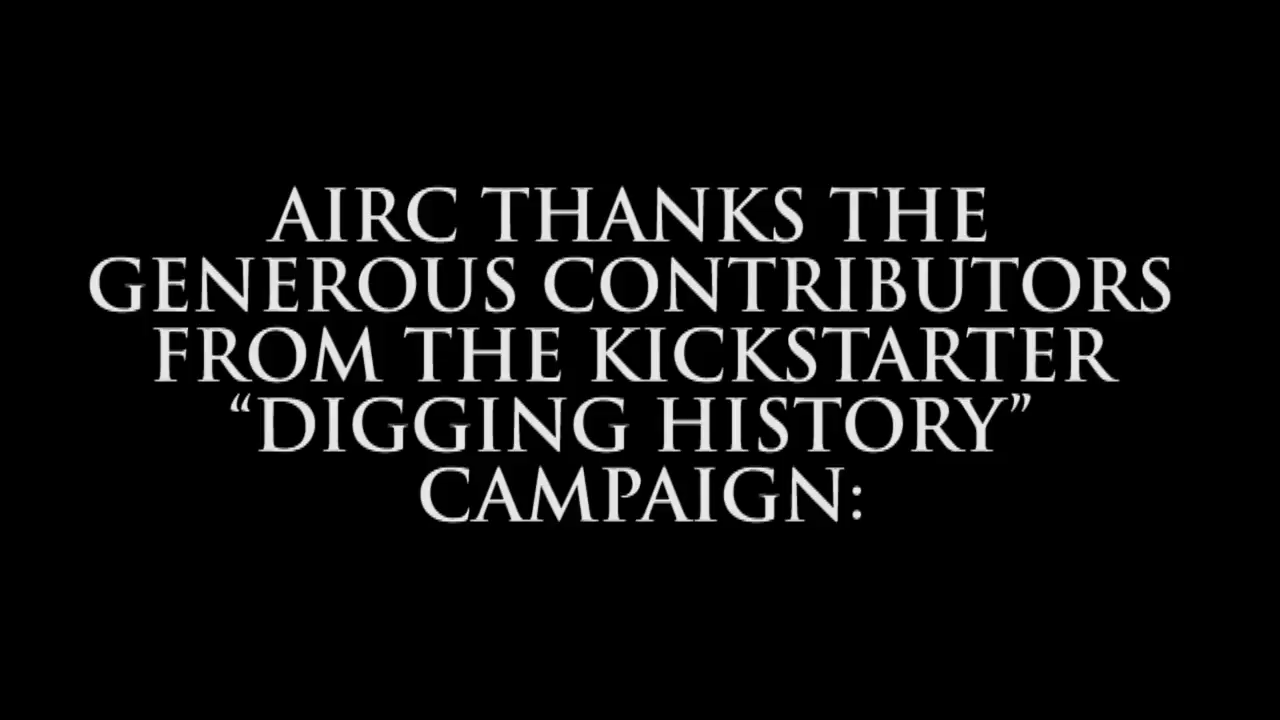 AIRC THANKS THE
GENEROUS CONTRIBUTORS
FROM THE KICKSTARTER
“DIGGING HISTORY”
CAMPAIGN: